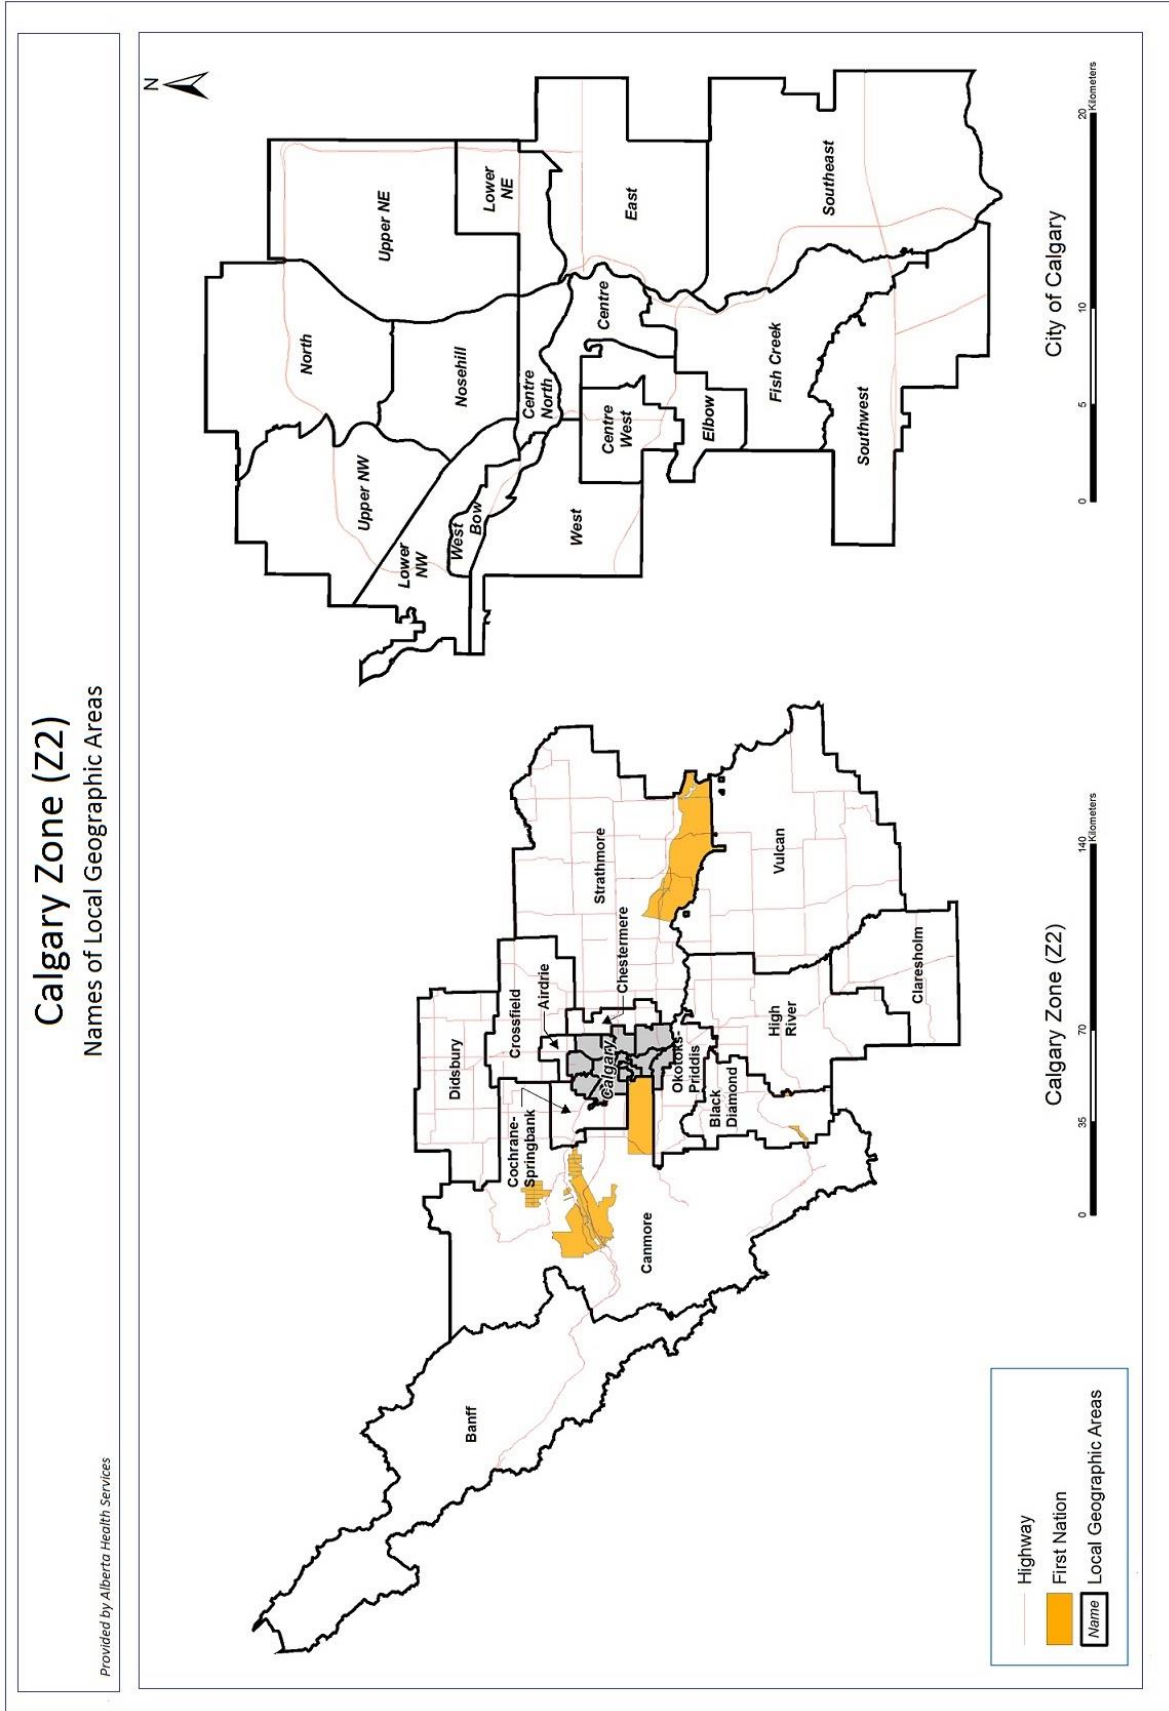 Calgary Zone (Z2)
Names of Local Geographic Areas
Provided by Alberta Health Services
Banff
Canmore
Cochrane-
Springbank
Didsbury
Crossfield
Airdrie
Chestermere
Strathmore
Calgary
Okotoks-
Priddis
Black
Diamond
High
River
Vulcan
Claresholm
Highway
First Nation
Name
Local Geographic Areas
Calgary Zone (Z2)
0
35
70
140
Kilometers
N
North
Upper NE
Upper NW
Nosehill
Lower
NE
Lower
NW
West
Bow
Centre
North
West
Centre
West
Centre
East
Elbow
Fish Creek
Southeast
Southwest
City of Calgary
0
5
10
20
Kilometers